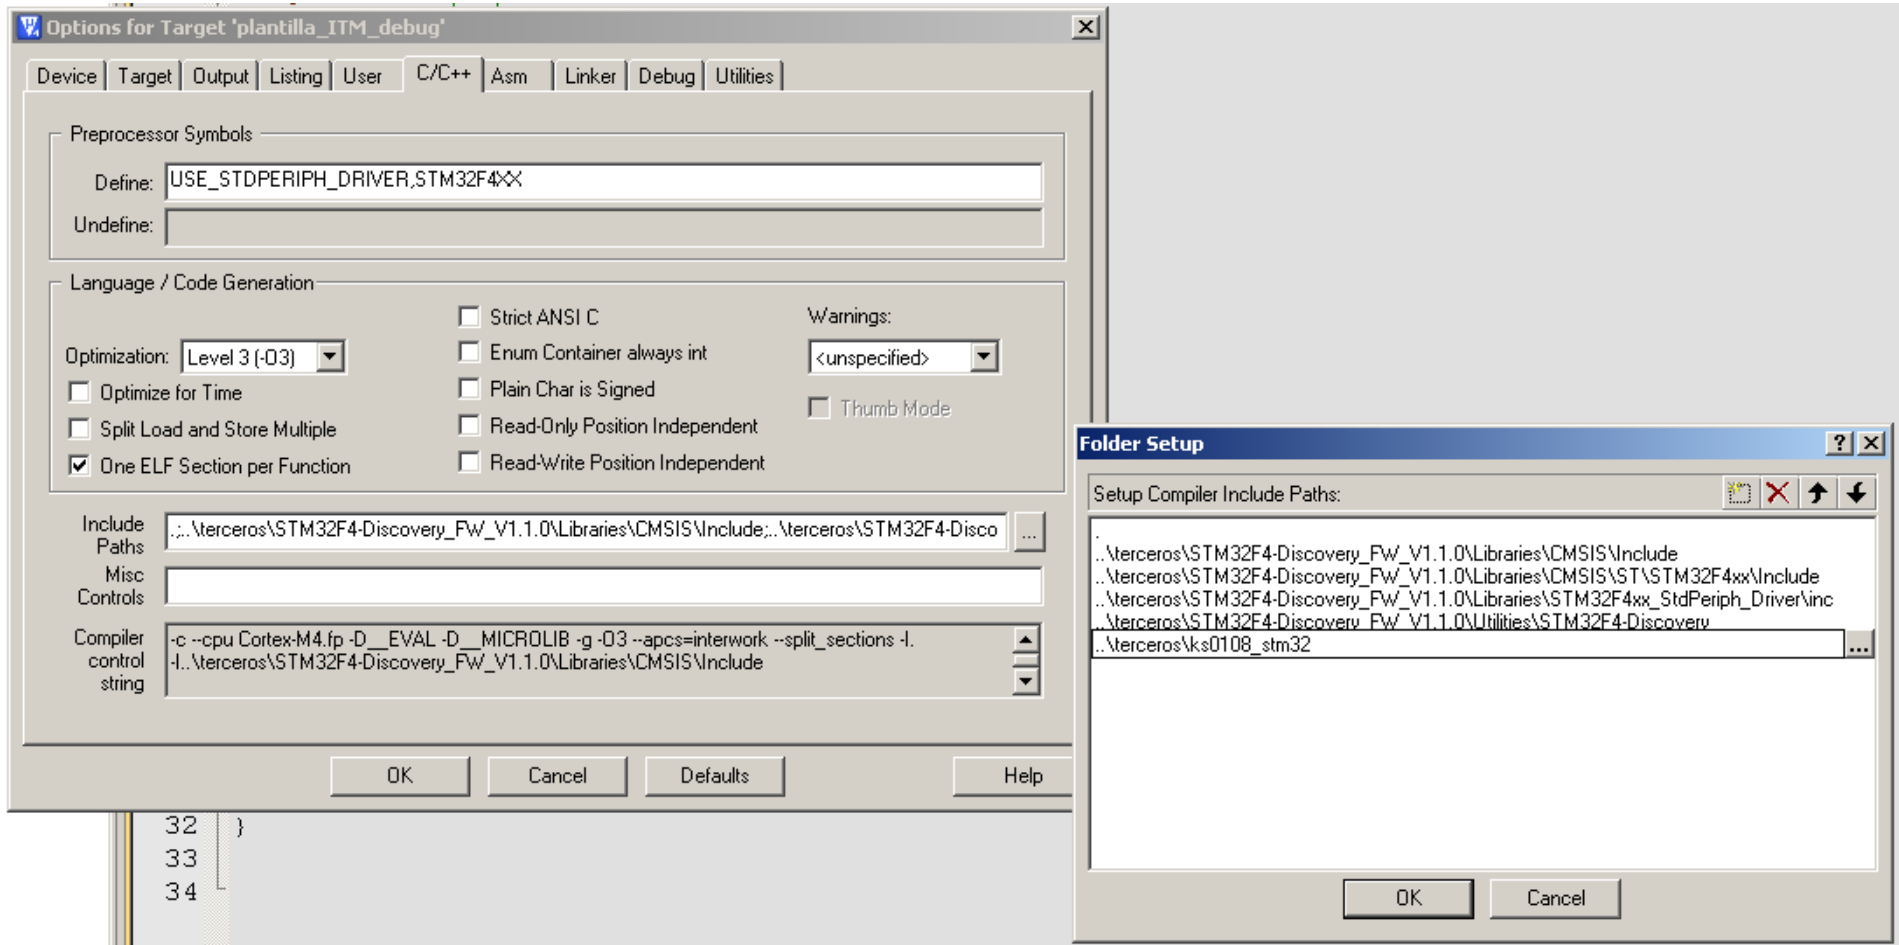 Options for Target 'plantilla_ITM_debug'
Device Target Output Listing User C/C++ Asm Linker Debug Utilities
Preprocessor Symbols
Define: USE_STDPERIPH_DRIVER,STM32F4XX
Undefine:
Language / Code Generation
Optimization: Level 3 (-O3)
Optimize for Time
Split Load and Store Multiple
One ELF Section per Function
Strict ANSI C
Enum Container always int
Plain Char is Signed
Read-Only Position Independent
Read-Write Position Independent
Warnings:
<unspecified>
Thumb Mode
Include
Paths
.;..\terceros\STM32F4-Discovery_FW_V1.1.0\Libraries\CMSIS\Include;..\terceros\STM32F4-Disco
...
Misc
Controls
Compiler
control
string
-c --cpu Cortex-M4.fp -D__EVAL -D__MICROLIB -g -O3 --apcs=interwork --split_sections -I.
-I..\terceros\STM32F4-Discovery_FW_V1.1.0\Libraries\CMSIS\Include
OK Cancel Defaults Help
32 }
33
34
Folder Setup
?
Setup Compiler Include Paths:
.
..\terceros\STM32F4-Discovery_FW_V1.1.0\Libraries\CMSIS\Include
..\terceros\STM32F4-Discovery_FW_V1.1.0\Libraries\CMSIS\ST\STM32F4xx\Include
..\terceros\STM32F4-Discovery_FW_V1.1.0\Libraries\STM32F4xx_StdPeriph_Driver\inc
..\terceros\STM32F4-Discovery_FW_V1.1.0\Utilities\STM32F4-Discovery
..\terceros\ks0108_stm32
...
OK Cancel